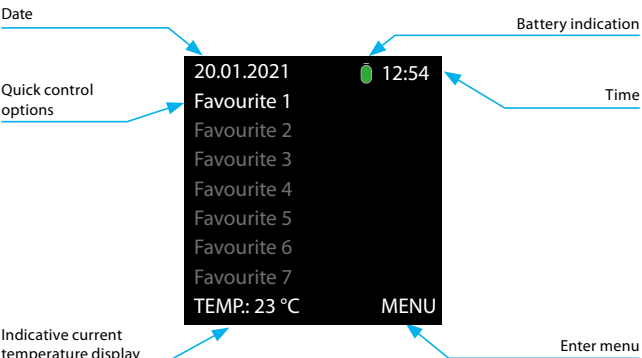 Date
Battery indication
20.01.2021 12:54
Quick control
options
Time
Favourite 1
Favourite 2
Favourite 3
Favourite 4
Favourite 5
Favourite 6
Favourite 7
TEMP.: 23 °C MENU
Indicative current
temperature display
Enter menu